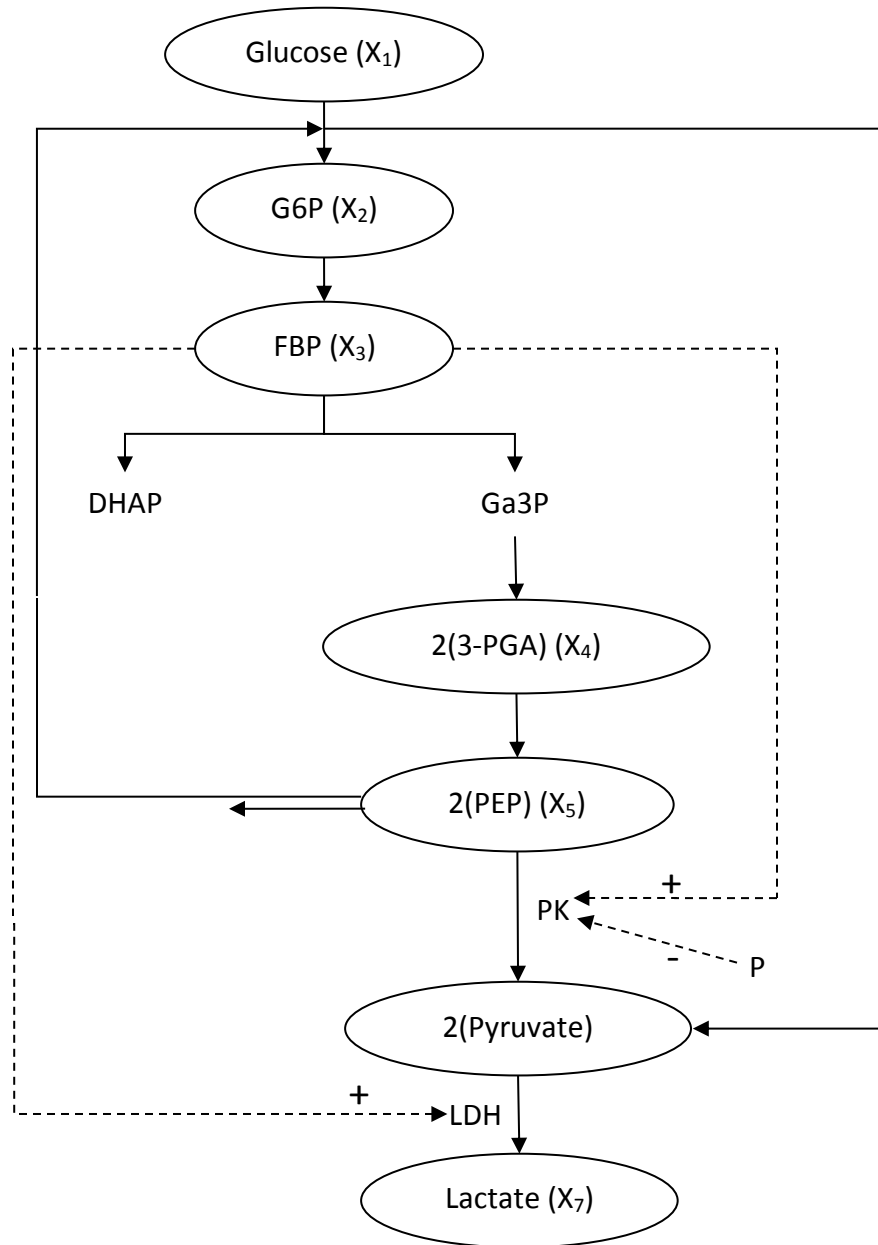 Glucose (X₁)
G6P (X₂)
FBP (X₃)
DHAP
Ga3P
2(3-PGA) (X₄)
2(PEP) (X₅)
+
PK
-
P
2(Pyruvate)
+
LDH
Lactate (X₇)